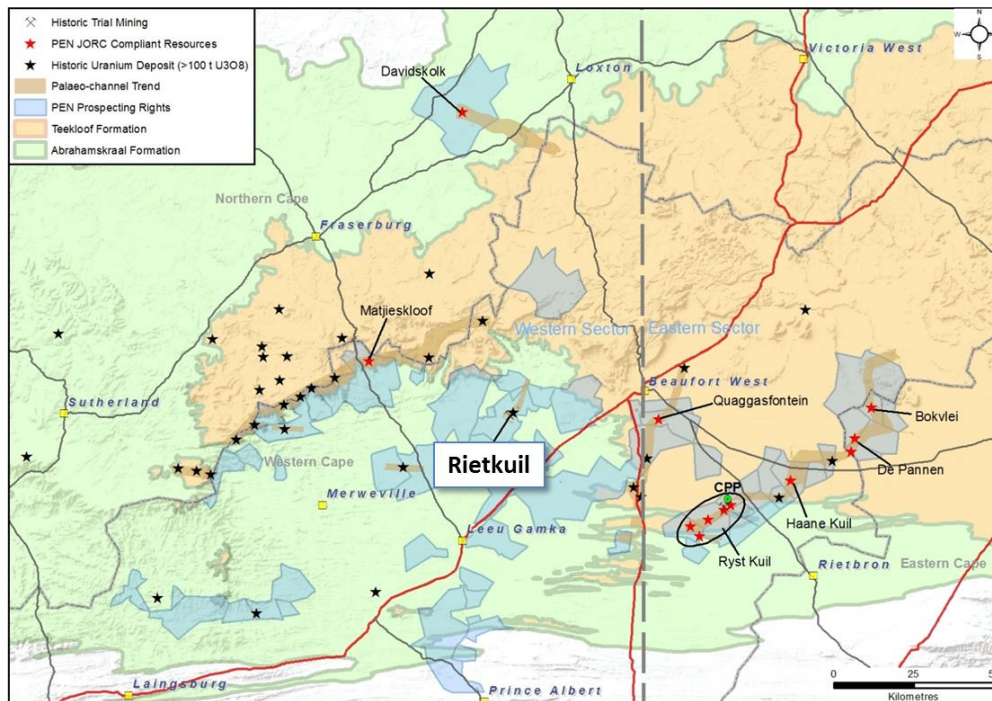 Historic Trial Mining
PEN JORC Compliant Resources
Historic Uranium Deposit (>100 t U3O8)
Palaeo-channel Trend
PEN Prospecting Rights
Teekloof Formation
Abrahamskraal Formation
N
W
E
S
Victoria West
Loxton
Davidskolk
Northern Cape
Fraserburg
Matjieskloof
Western Sector
Eastern Sector
Beaufort West
Quaggasfontein
Sutherland
Bokvlei
Rietkuil
De Pannen
Western Cape
Merweville
CPP
Haane Kuil
Leeu Gamka
Ryst Kuil
Eastern Cape
Rietbron
Laingsburg
Prince Albert
0 25 5
Kilometres